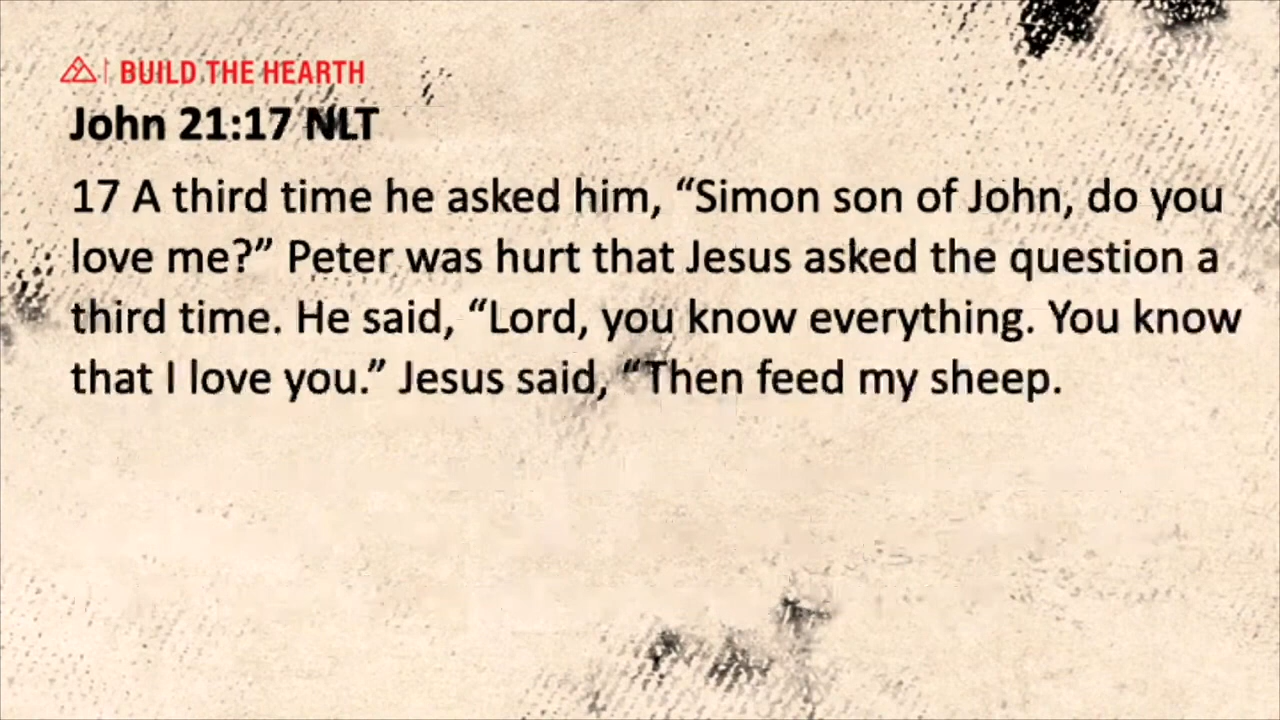 BUILD THE HEARTH
John 21:17 NLT
17 A third time he asked him, “Simon son of John, do you
love me?” Peter was hurt that Jesus asked the question a
third time. He said, “Lord, you know everything. You know
that I love you.” Jesus said, “Then feed my sheep.